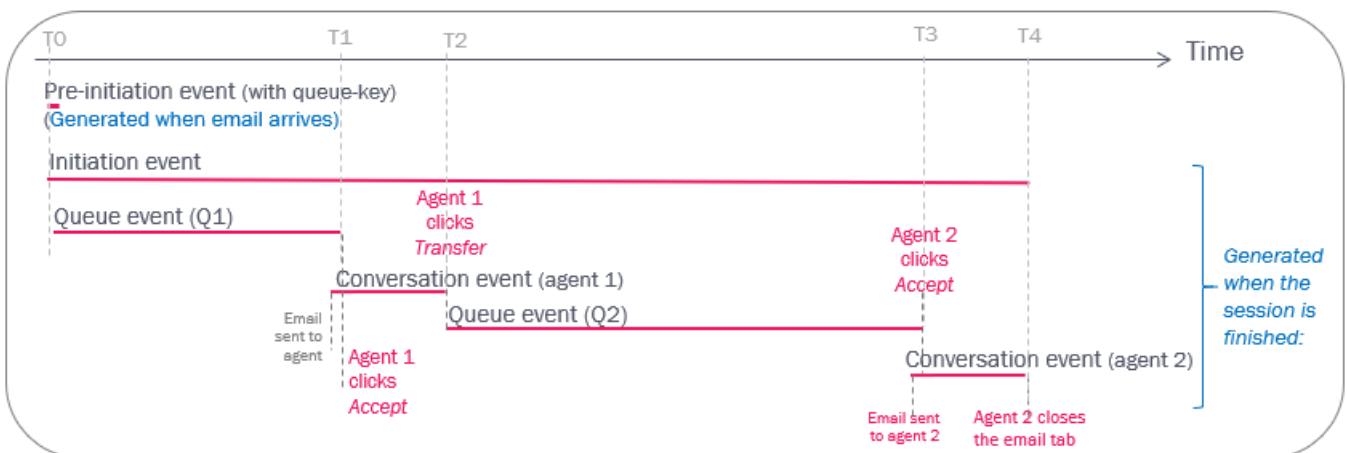 T0
T1
T2
T3
T4
Time
Pre-initiation event (with queue-key)
(Generated when email arrives)
Initiation event
Agent 1
clicks
Transfer
Queue event (Q1)
Agent 2
clicks
Accept
Generated
when the
session is
finished:
Conversation event (agent 1)
Queue event (Q2)
Email
sent to
agent
Agent 1
clicks
Accept
Conversation event (agent 2)
Email sent
to agent 2
Agent 2 closes
the email tab